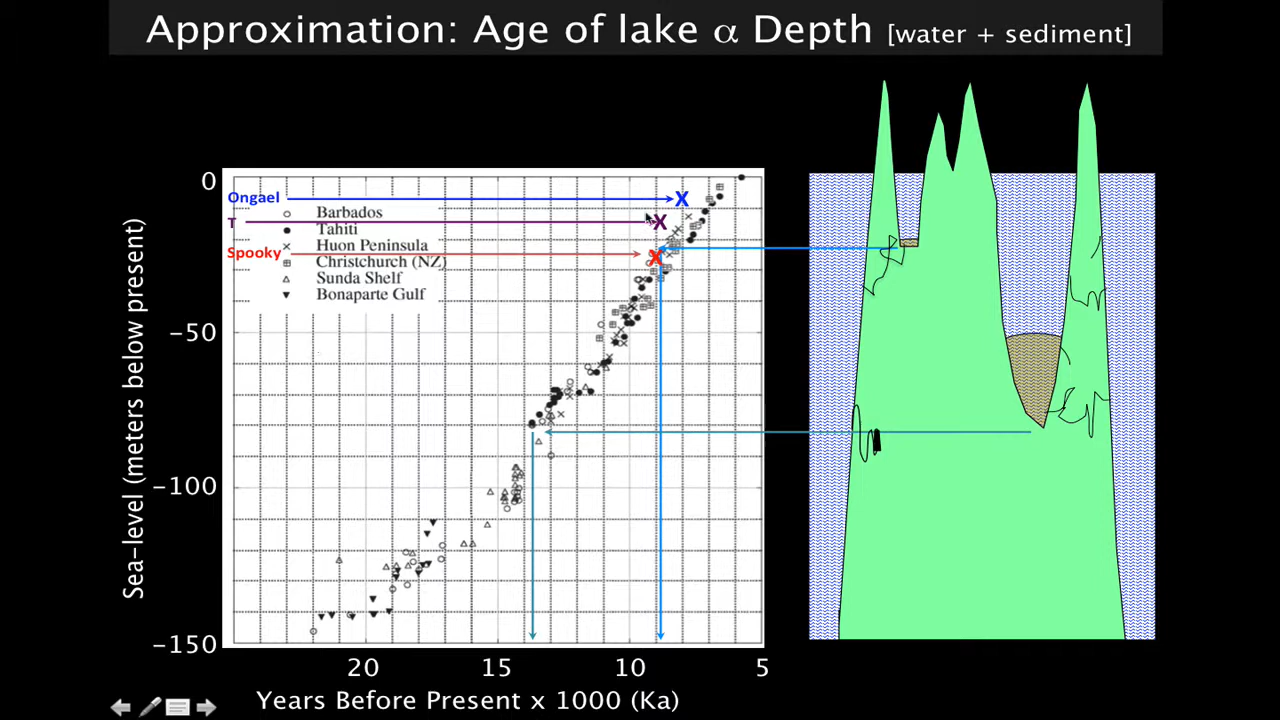 Approximation: Age of lake α Depth [water + sediment]
0
-50
-100
-150
Sea-level (meters below present)
Ongael
X
T
X
Spooky
X
Barbados
Tahiti
Huon Peninsula
Christchurch (NZ)
Sunda Shelf
Bonaparte Gulf
20 15 10 5
Years Before Present x 1000 (Ka)